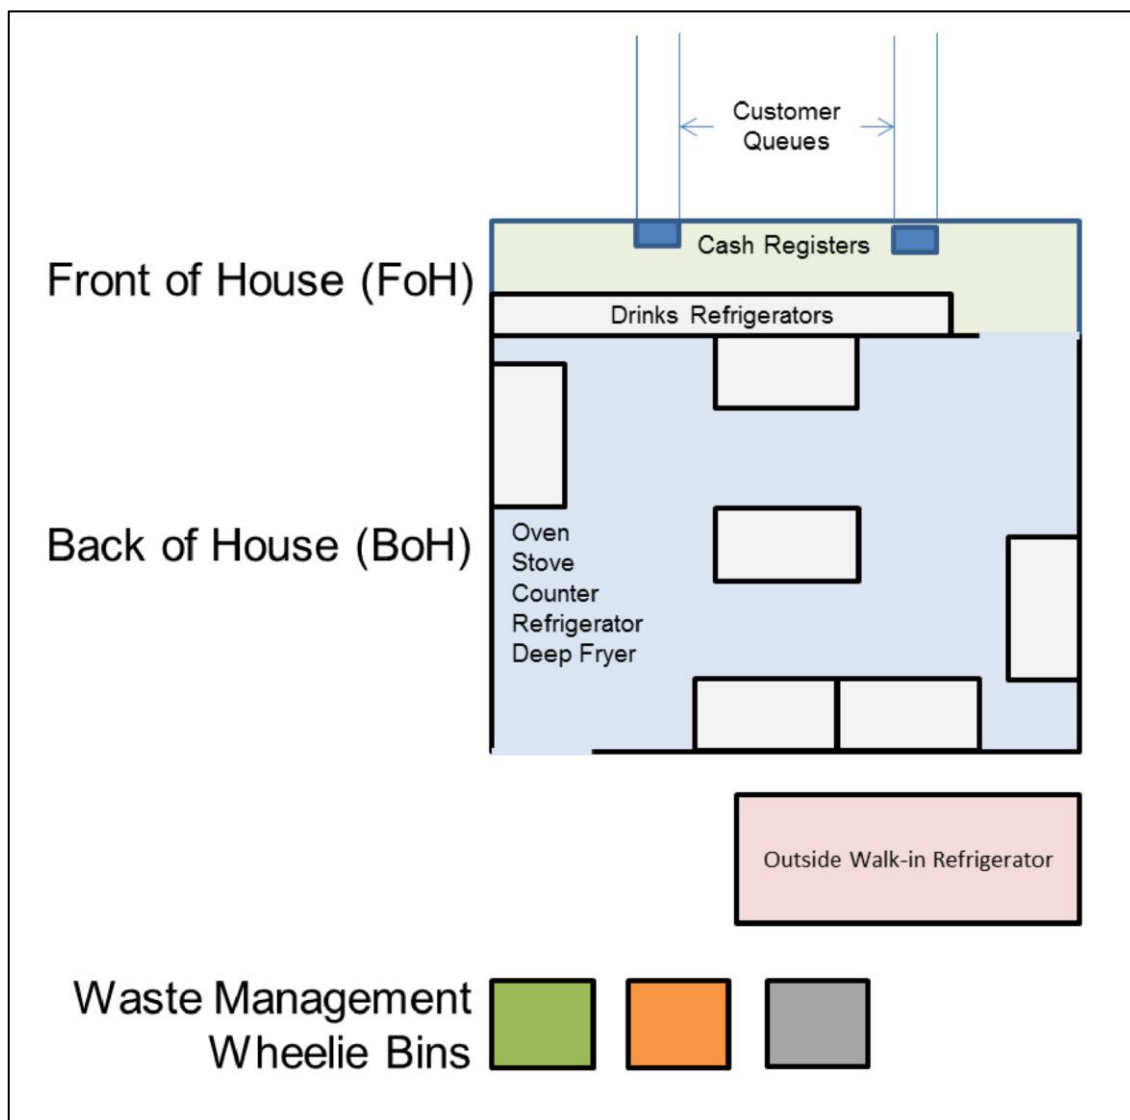 Customer
Queues
Cash Registers
Front of House (FoH)
Drinks Refrigerators
Back of House (BoH)
Oven
Stove
Counter
Refrigerator
Deep Fryer
Outside Walk-in Refrigerator
Waste Management
Wheelie Bins